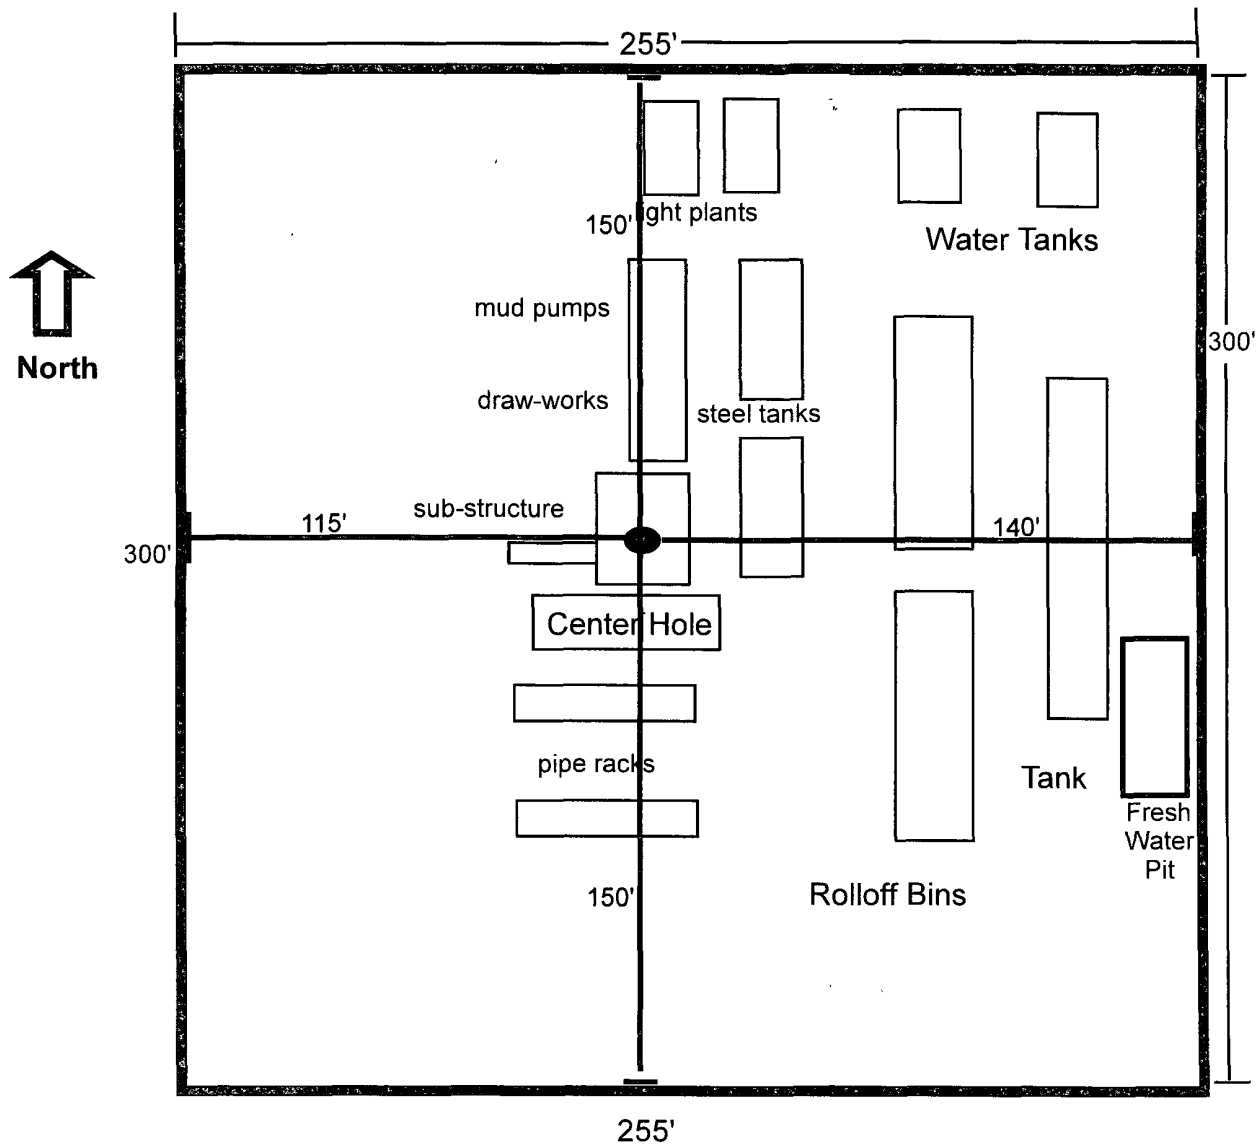 255'
light plants
150'
Water Tanks
mud pumps
300'
North
draw-works
steel tanks
sub-structure
115'
140'
300'
Center Hole
pipe racks
Tank
Fresh
Water
Pit
150'
Rolloff Bins
255'